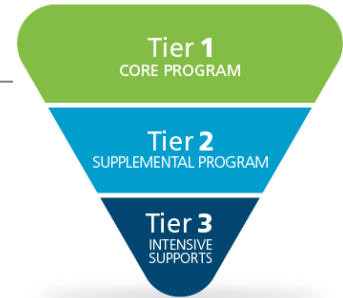 Tier 1
CORE PROGRAM
Tier 2
SUPPLEMENTAL PROGRAM
Tier 3
INTENSIVE
SUPPORTS